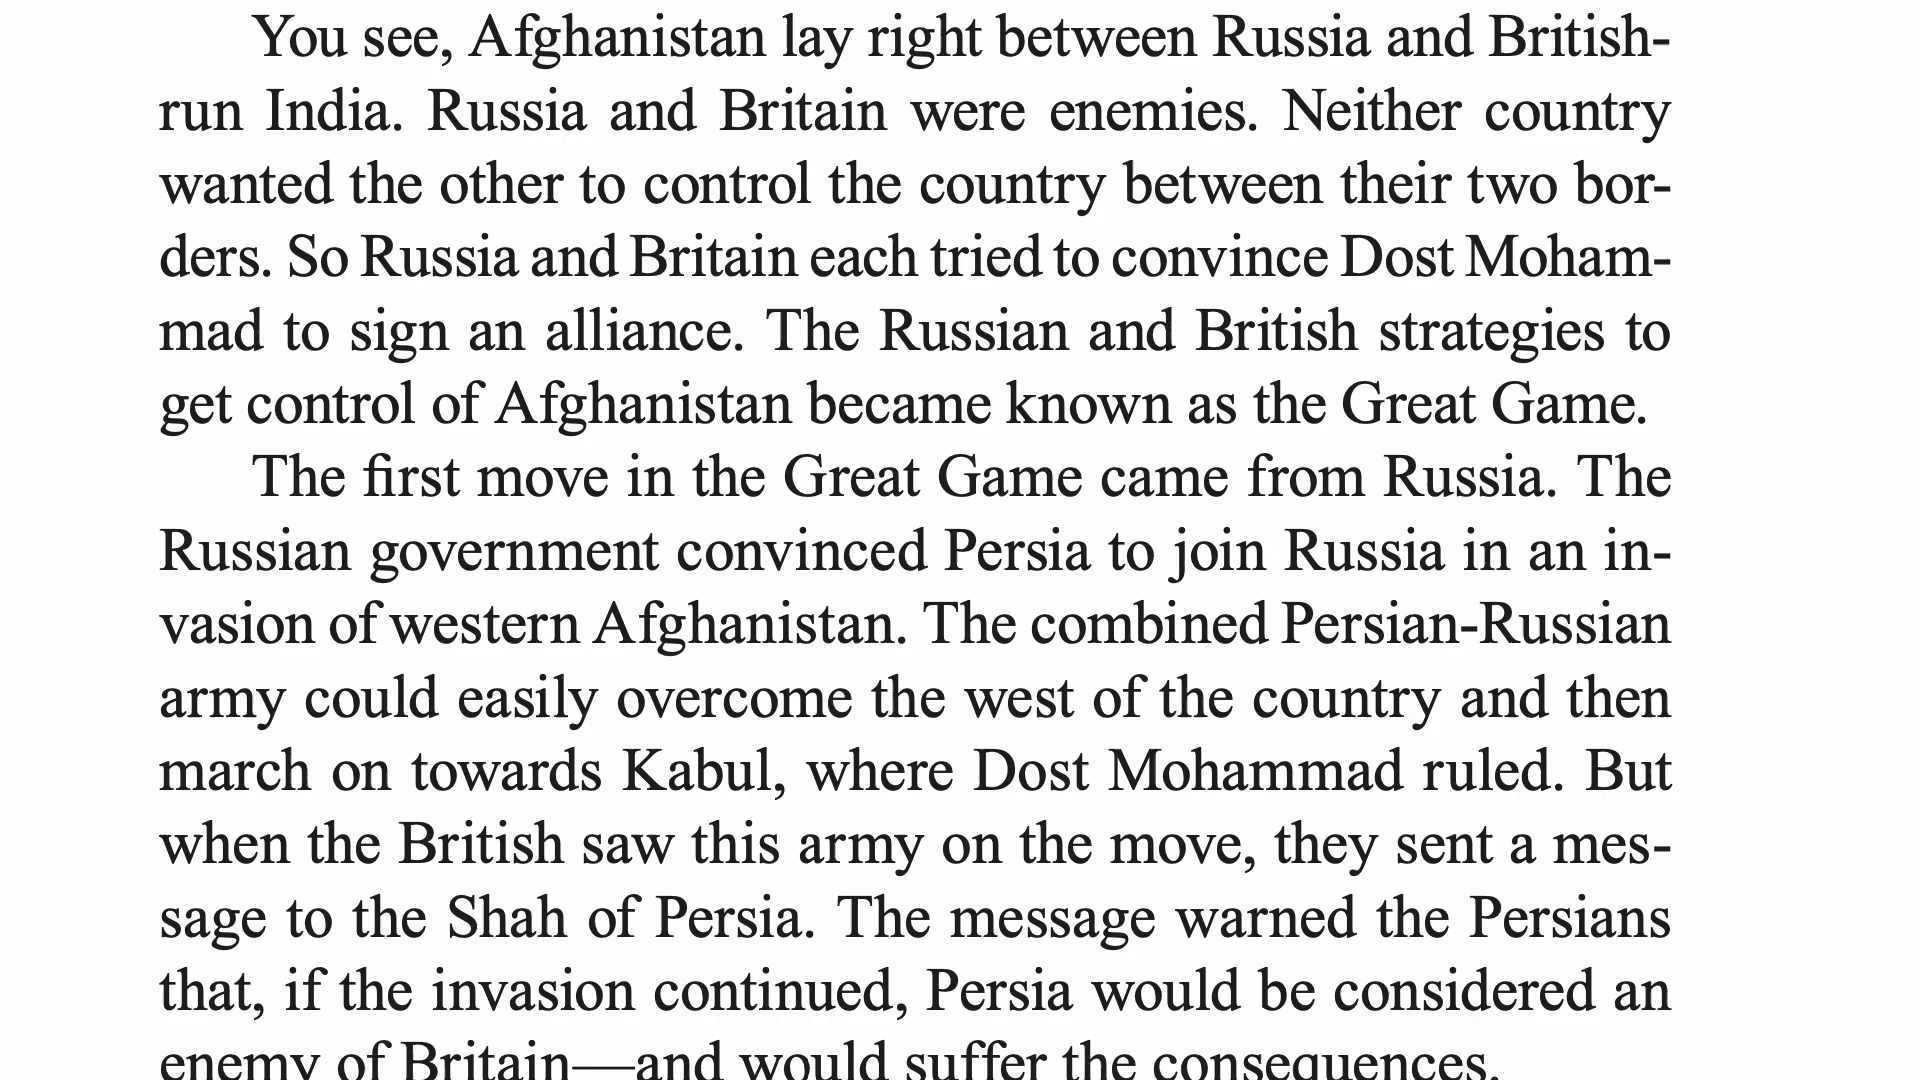 You see, Afghanistan lay right between Russia and British-
run India. Russia and Britain were enemies. Neither country
wanted the other to control the country between their two bor-
ders. So Russia and Britain each tried to convince Dost Moham-
mad to sign an alliance. The Russian and British strategies to
get control of Afghanistan became known as the Great Game.
The first move in the Great Game came from Russia. The
Russian government convinced Persia to join Russia in an in-
vasion of western Afghanistan. The combined Persian-Russian
army could easily overcome the west of the country and then
march on towards Kabul, where Dost Mohammad ruled. But
when the British saw this army on the move, they sent a mes-
sage to the Shah of Persia. The message warned the Persians
that, if the invasion continued, Persia would be considered an
enemy of Britain—and would suffer the consequences.